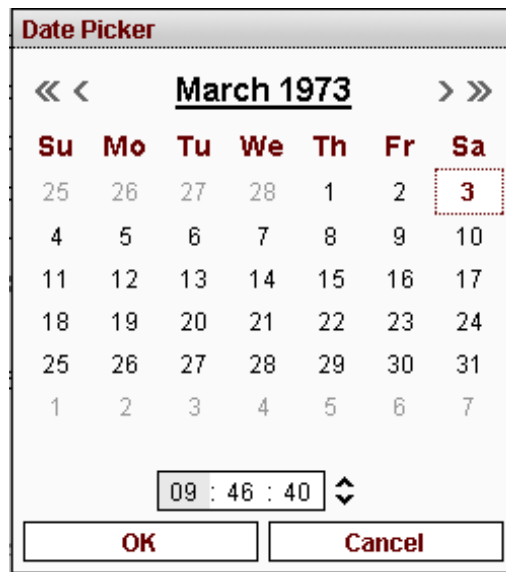 Date Picker
« ‹ March 1973 › »
Su Mo Tu We Th Fr Sa
25 26 27 28 1 2 3
4 5 6 7 8 9 10
11 12 13 14 15 16 17
18 19 20 21 22 23 24
25 26 27 28 29 30 31
1 2 3 4 5 6 7
09 : 46 : 40
OK Cancel